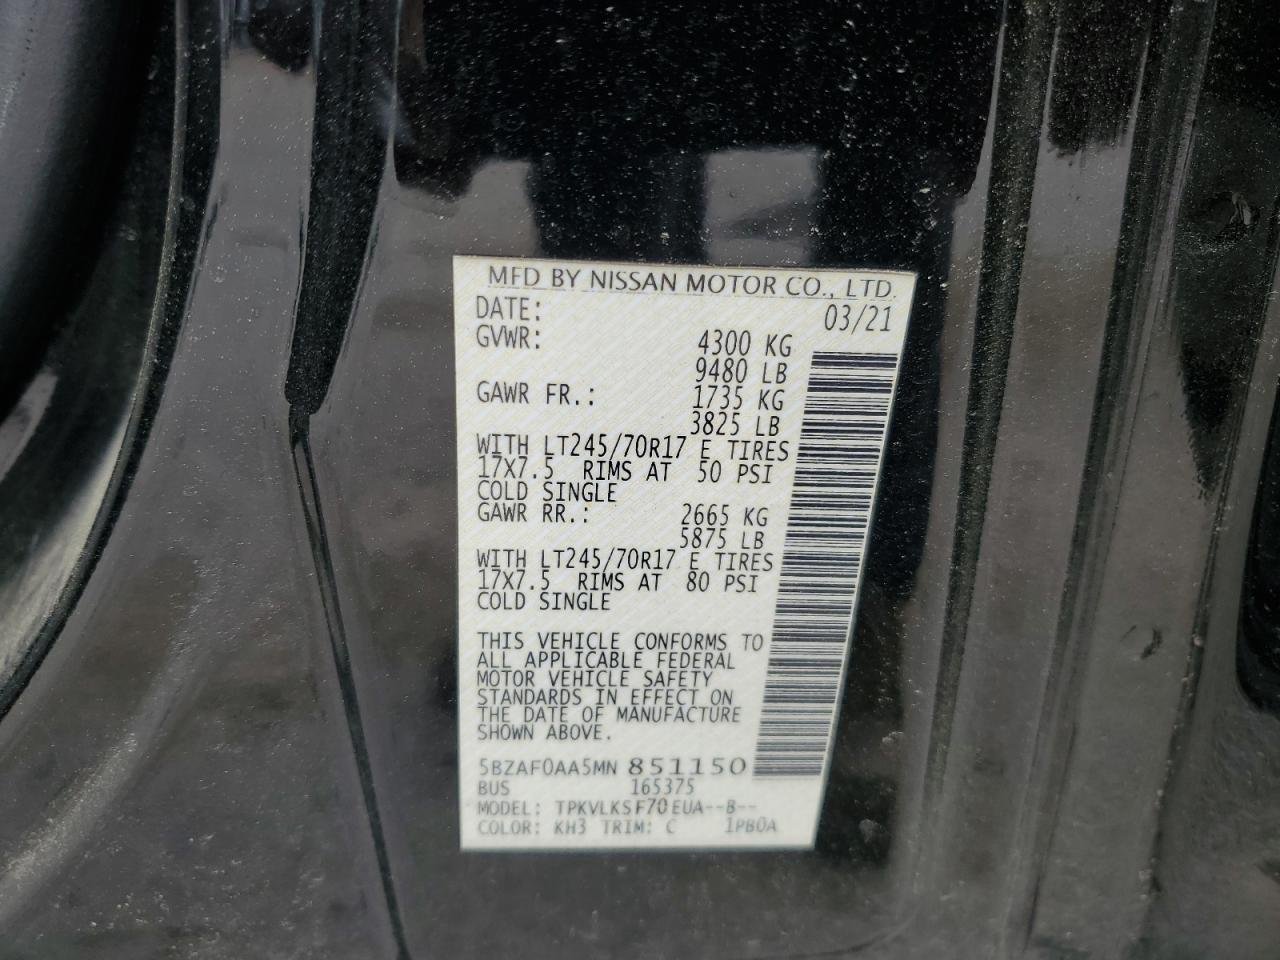 MFD BY NISSAN MOTOR CO., LTD.
DATE: 03/21
GVWR: 4300 KG
9480 LB
GAWR FR.: 1735 KG
3825 LB
WITH LT245/70R17 E TIRES
17X7.5 RIMS AT 50 PSI
COLD SINGLE
GAWR RR.: 2665 KG
5875 LB
WITH LT245/70R17 E TIRES
17X7.5 RIMS AT 80 PSI
COLD SINGLE
THIS VEHICLE CONFORMS TO
ALL APPLICABLE FEDERAL
MOTOR VEHICLE SAFETY
STANDARDS IN EFFECT ON
THE DATE OF MANUFACTURE
SHOWN ABOVE.
5BZAF0AA5MN 851150
BUS 165375
MODEL: TPKVLKSF70EUA--B--
COLOR: KH3 TRIM: C 1PB0A